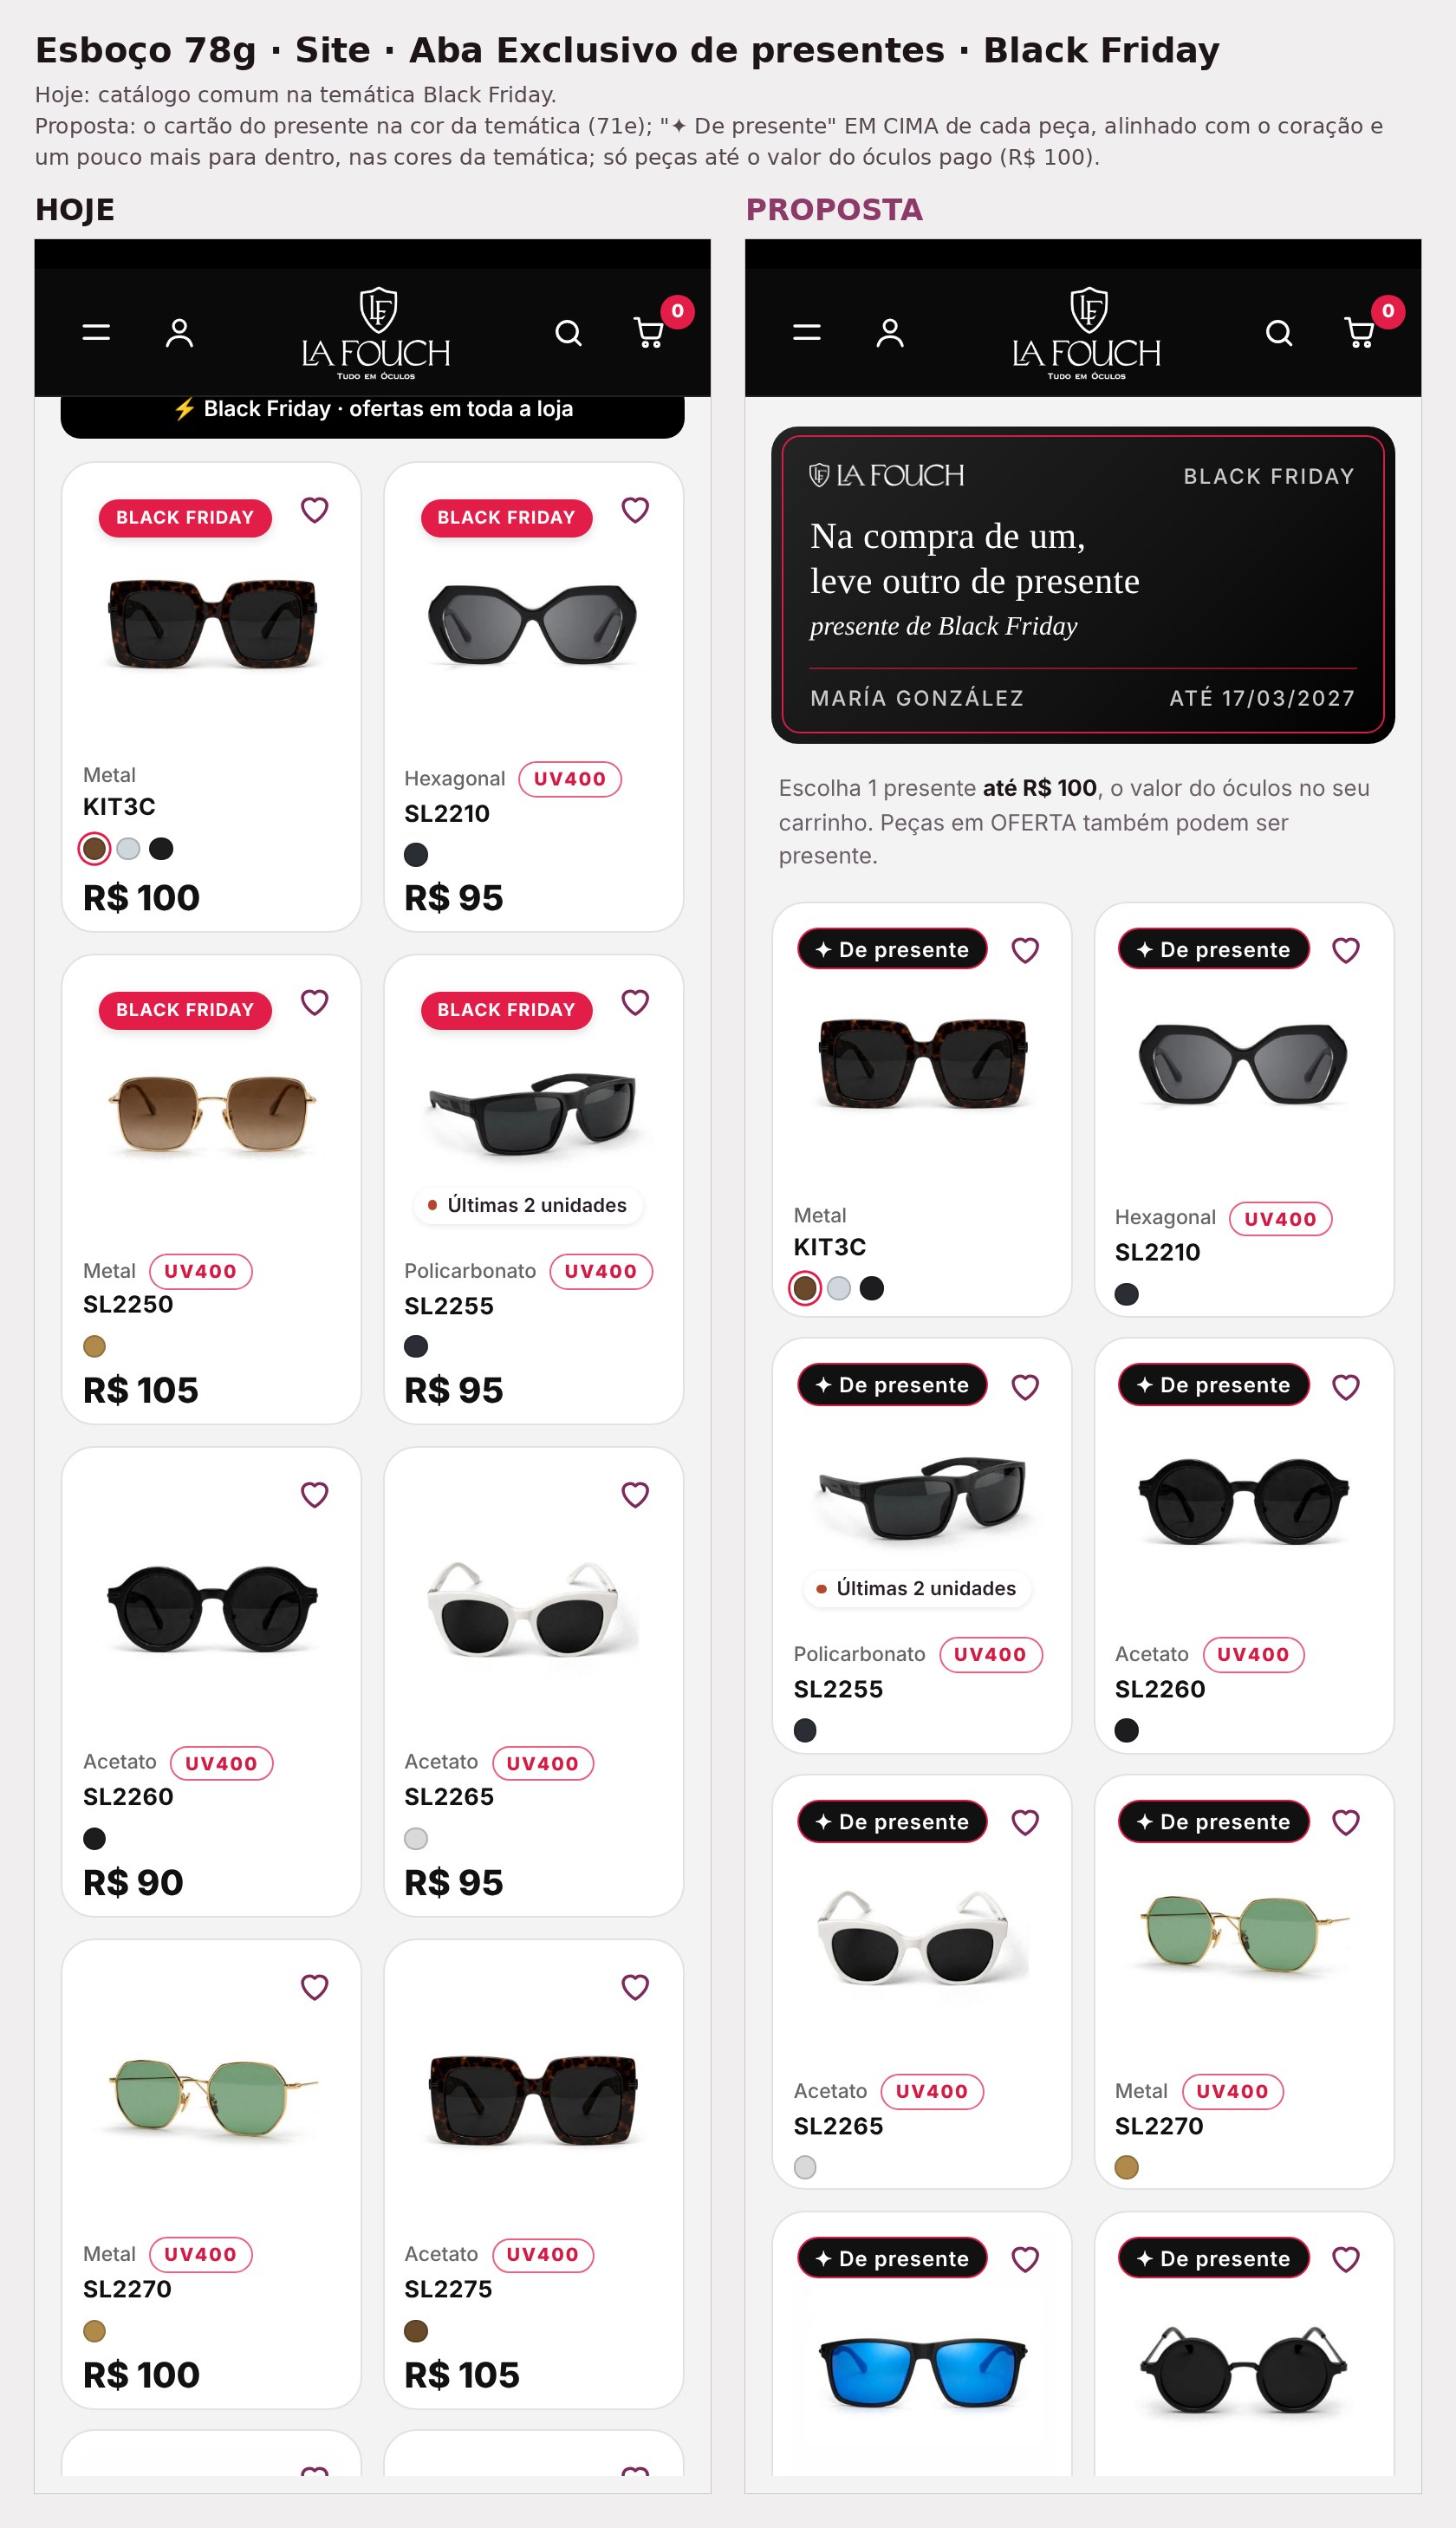 Esboço 78g · Site · Aba Exclusivo de presentes · Black Friday
Hoje: catálogo comum na temática Black Friday.
Proposta: o cartão do presente na cor da temática (71e); "✦ De presente" EM CIMA de cada peça, alinhado com o coração e
um pouco mais para dentro, nas cores da temática; só peças até o valor do óculos pago (R$ 100).
HOJE
LF
LA FOUCH
TUDO EM ÓCULOS
0
⚡ Black Friday · ofertas em toda a loja
BLACK FRIDAY
BLACK FRIDAY
Metal
KIT3C
R$ 100
Hexagonal UV400
SL2210
R$ 95
BLACK FRIDAY
BLACK FRIDAY
Últimas 2 unidades
Metal UV400
SL2250
R$ 105
Policarbonato UV400
SL2255
R$ 95
Acetato UV400
SL2260
R$ 90
Acetato UV400
SL2265
R$ 95
Metal UV400
SL2270
R$ 100
Acetato UV400
SL2275
R$ 105
PROPOSTA
LF
LA FOUCH
TUDO EM ÓCULOS
0
LA FOUCH
BLACK FRIDAY
Na compra de um,
leve outro de presente
presente de Black Friday
MARÍA GONZÁLEZ
ATÉ 17/03/2027
Escolha 1 presente até R$ 100, o valor do óculos no seu
carrinho. Peças em OFERTA também podem ser
presente.
✦ De presente
✦ De presente
Metal
KIT3C
Hexagonal UV400
SL2210
✦ De presente
✦ De presente
Últimas 2 unidades
Policarbonato UV400
SL2255
Acetato UV400
SL2260
✦ De presente
✦ De presente
Acetato UV400
SL2265
Metal UV400
SL2270
✦ De presente
✦ De presente